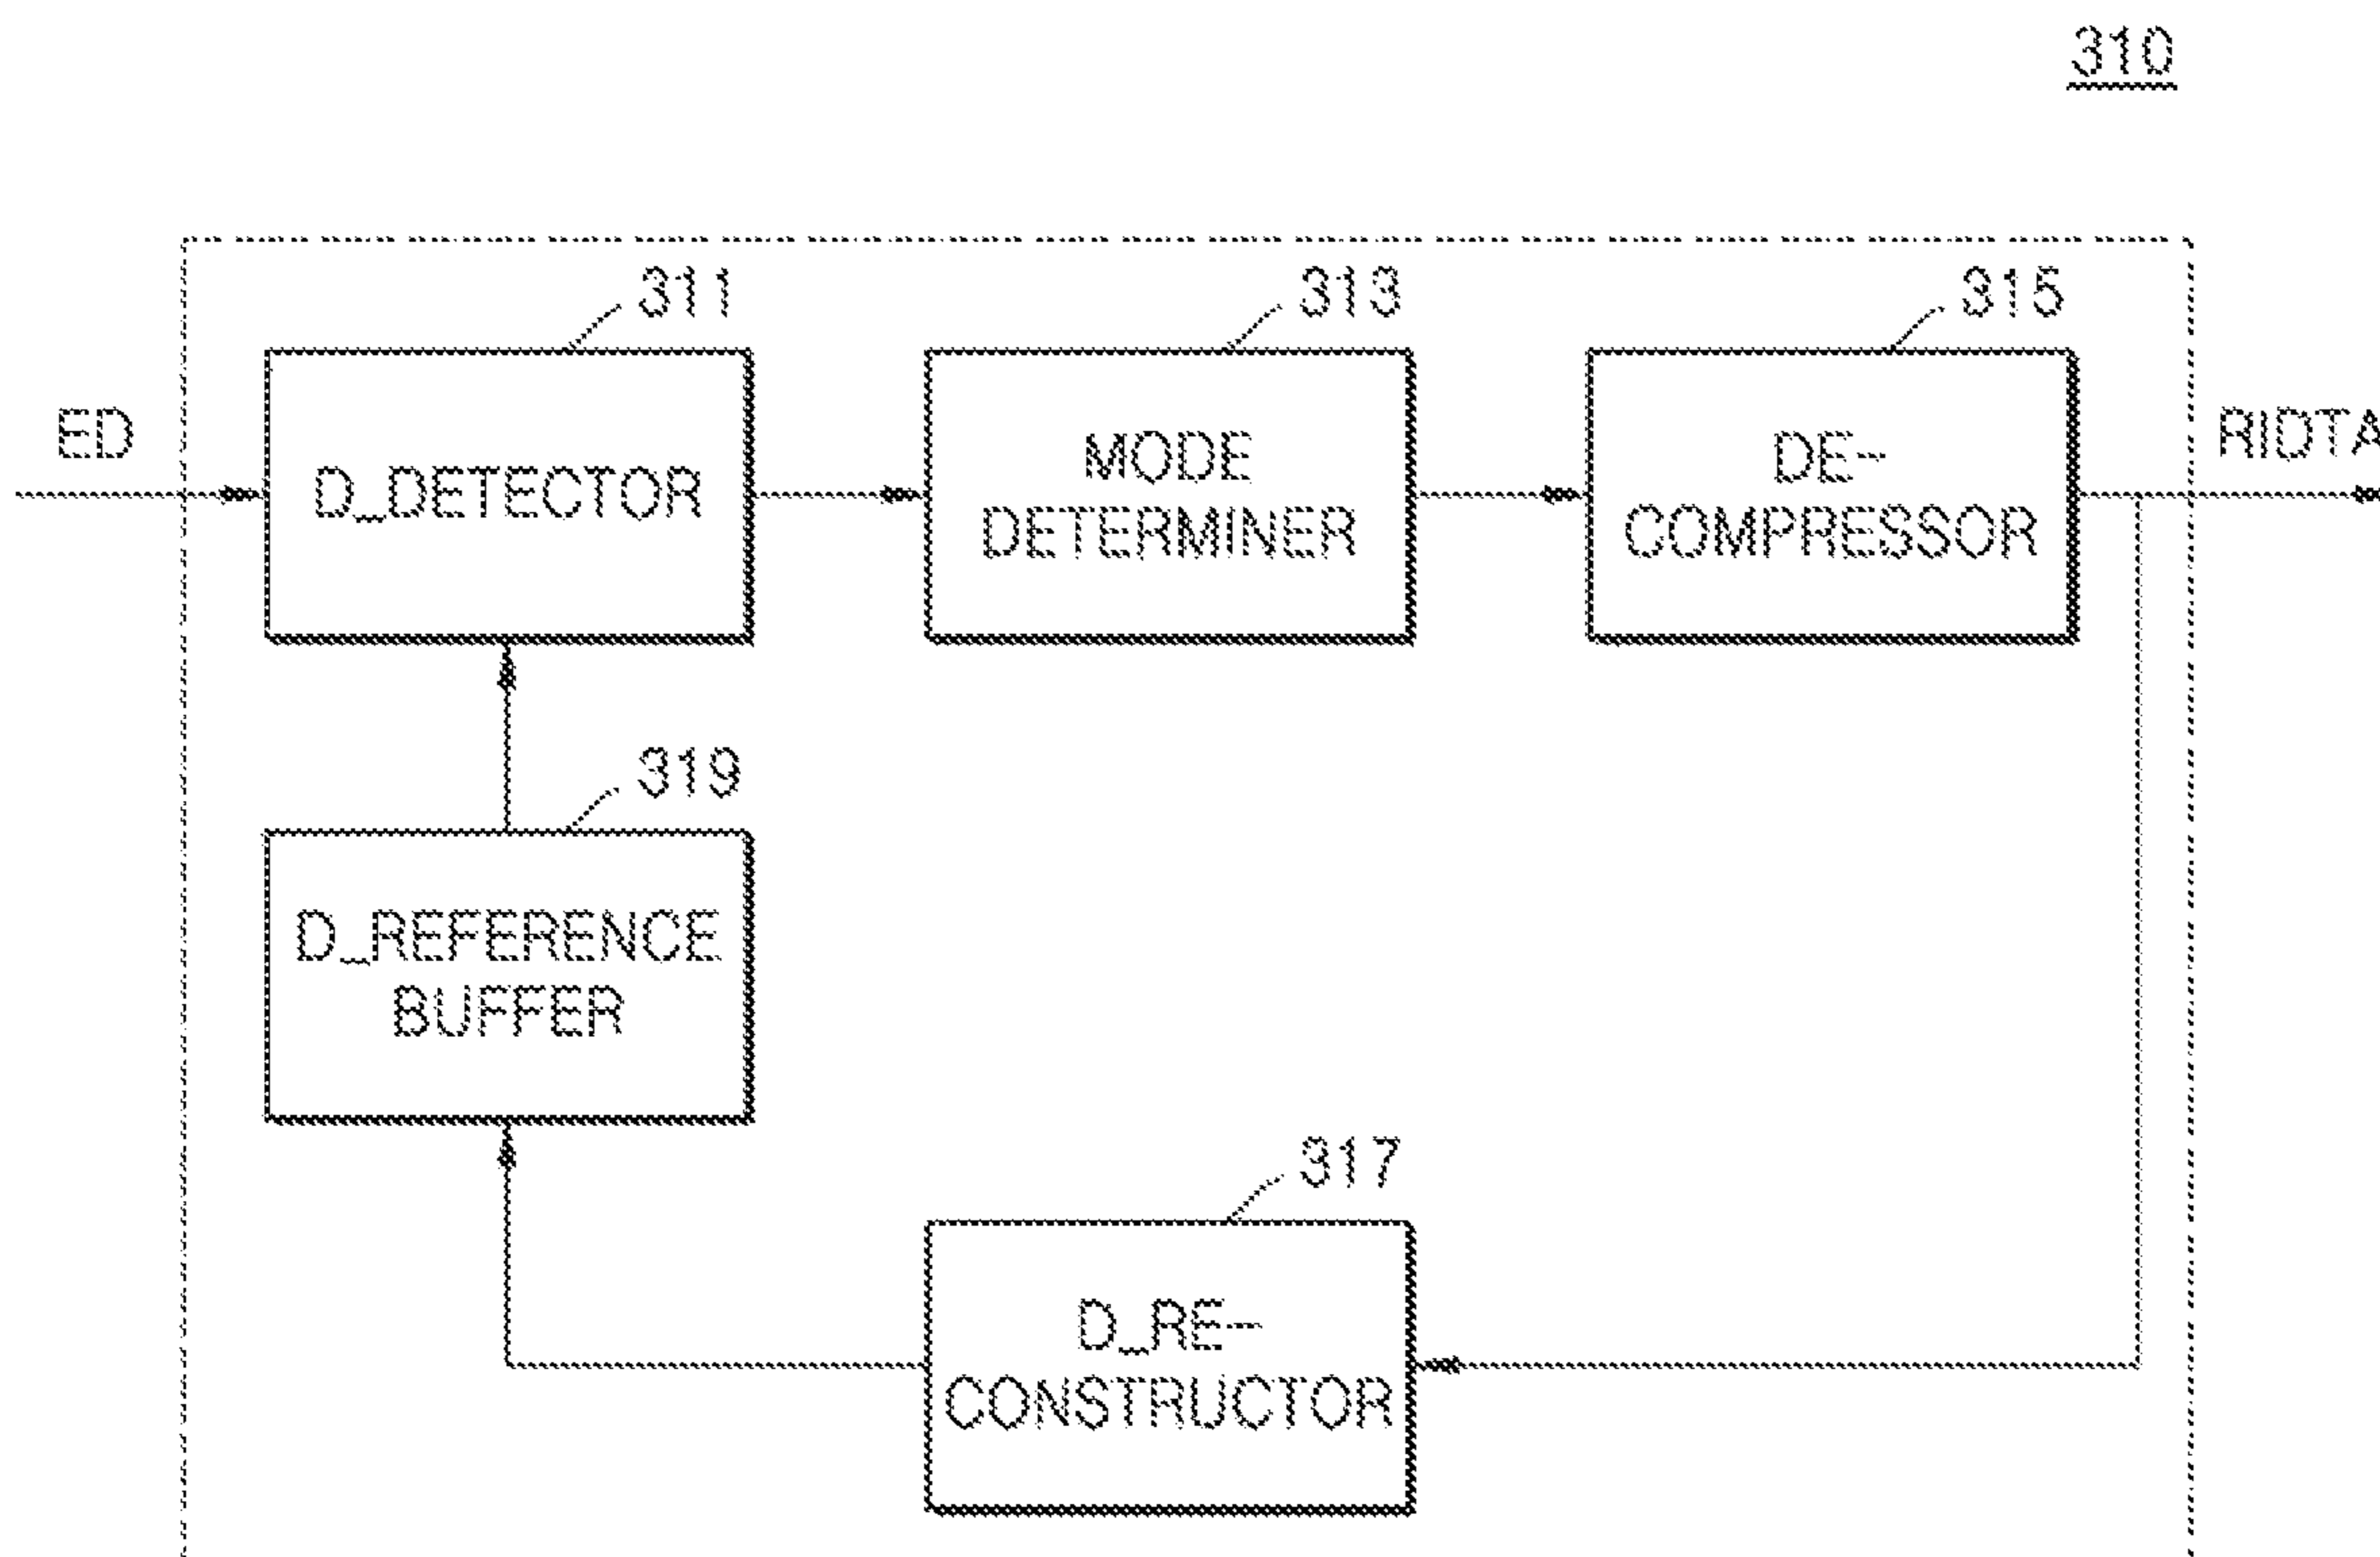 310
311
313
315
ED
D_DETECTOR
MODE
DETERMINER
DE-
COMPRESSOR
RIDTA
319
D_REFERENCE
BUFFER
317
D_RE-
CONSTRUCTOR